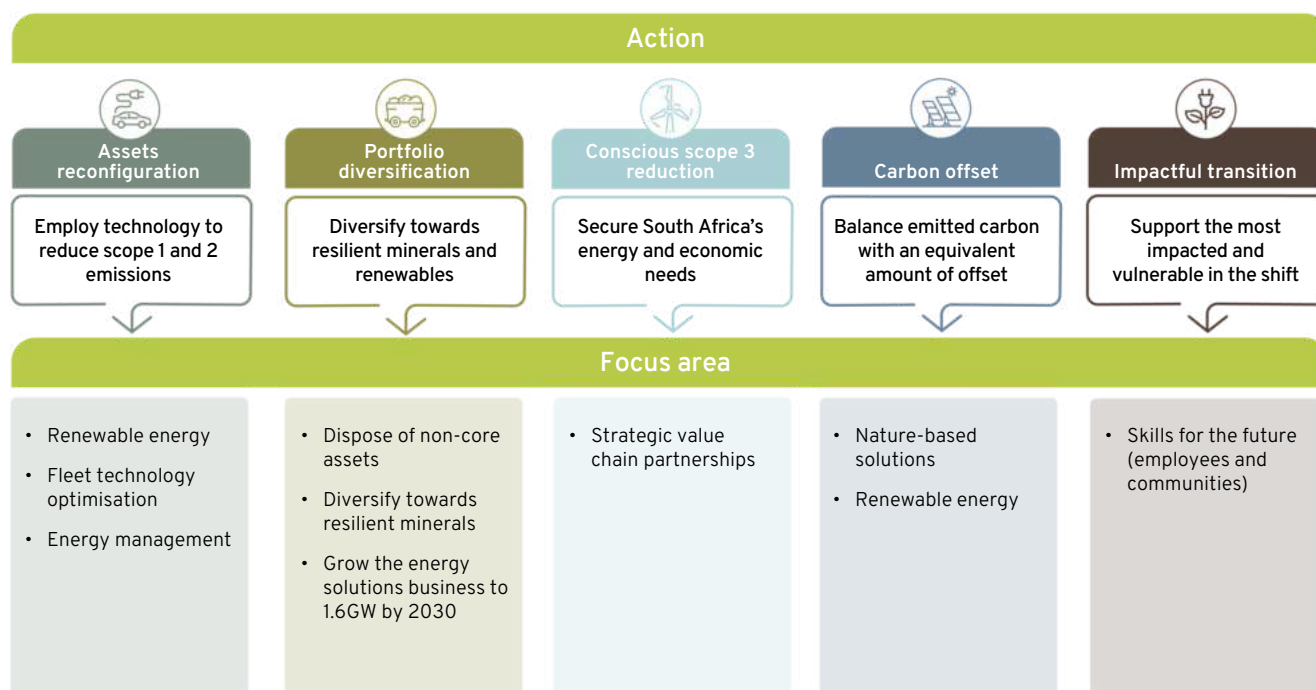 Action
Assets
reconfiguration
Portfolio
diversification
Conscious scope 3
reduction
Carbon offset
Impactful transition
Employ technology to
reduce scope 1 and 2
emissions
Diversify towards
resilient minerals and
renewables
Secure South Africa's
energy and economic
needs
Balance emitted carbon
with an equivalent
amount of offset
Support the most
impacted and
vulnerable in the shift
Focus area
• Renewable energy
• Fleet technology
optimisation
• Energy management
• Dispose of non-core
assets
• Diversify towards
resilient minerals
• Grow the energy
solutions business to
1.6GW by 2030
• Strategic value
chain partnerships
• Nature-based
solutions
• Renewable energy
• Skills for the future
(employees and
communities)